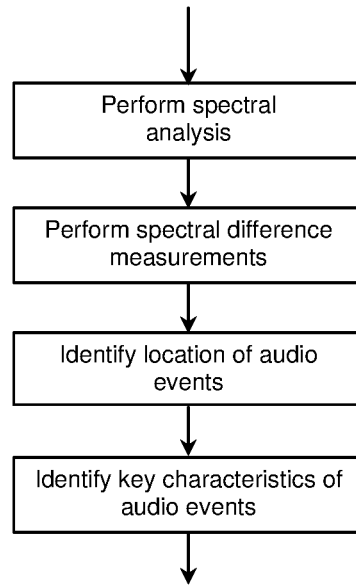 Perform spectral
analysis
Perform spectral difference
measurements
Identify location of audio
events
Identify key characteristics of
audio events